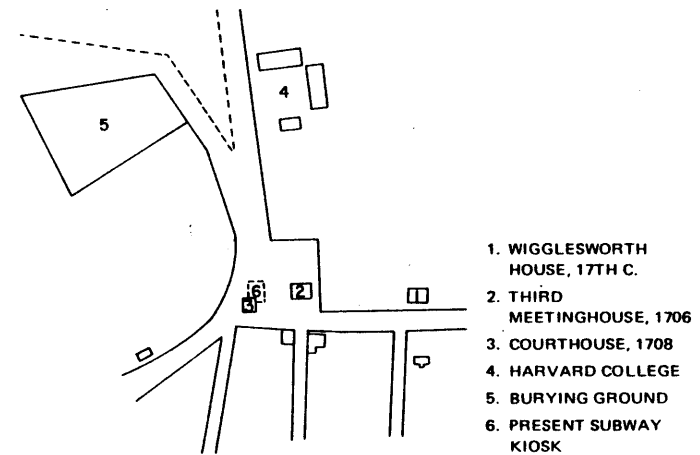 4
5
6
2
3
1
1. WIGGLESWORTH
HOUSE, 17TH C.
2. THIRD
MEETINGHOUSE, 1706
3. COURTHOUSE, 1708
4. HARVARD COLLEGE
5. BURYING GROUND
6. PRESENT SUBWAY
KIOSK